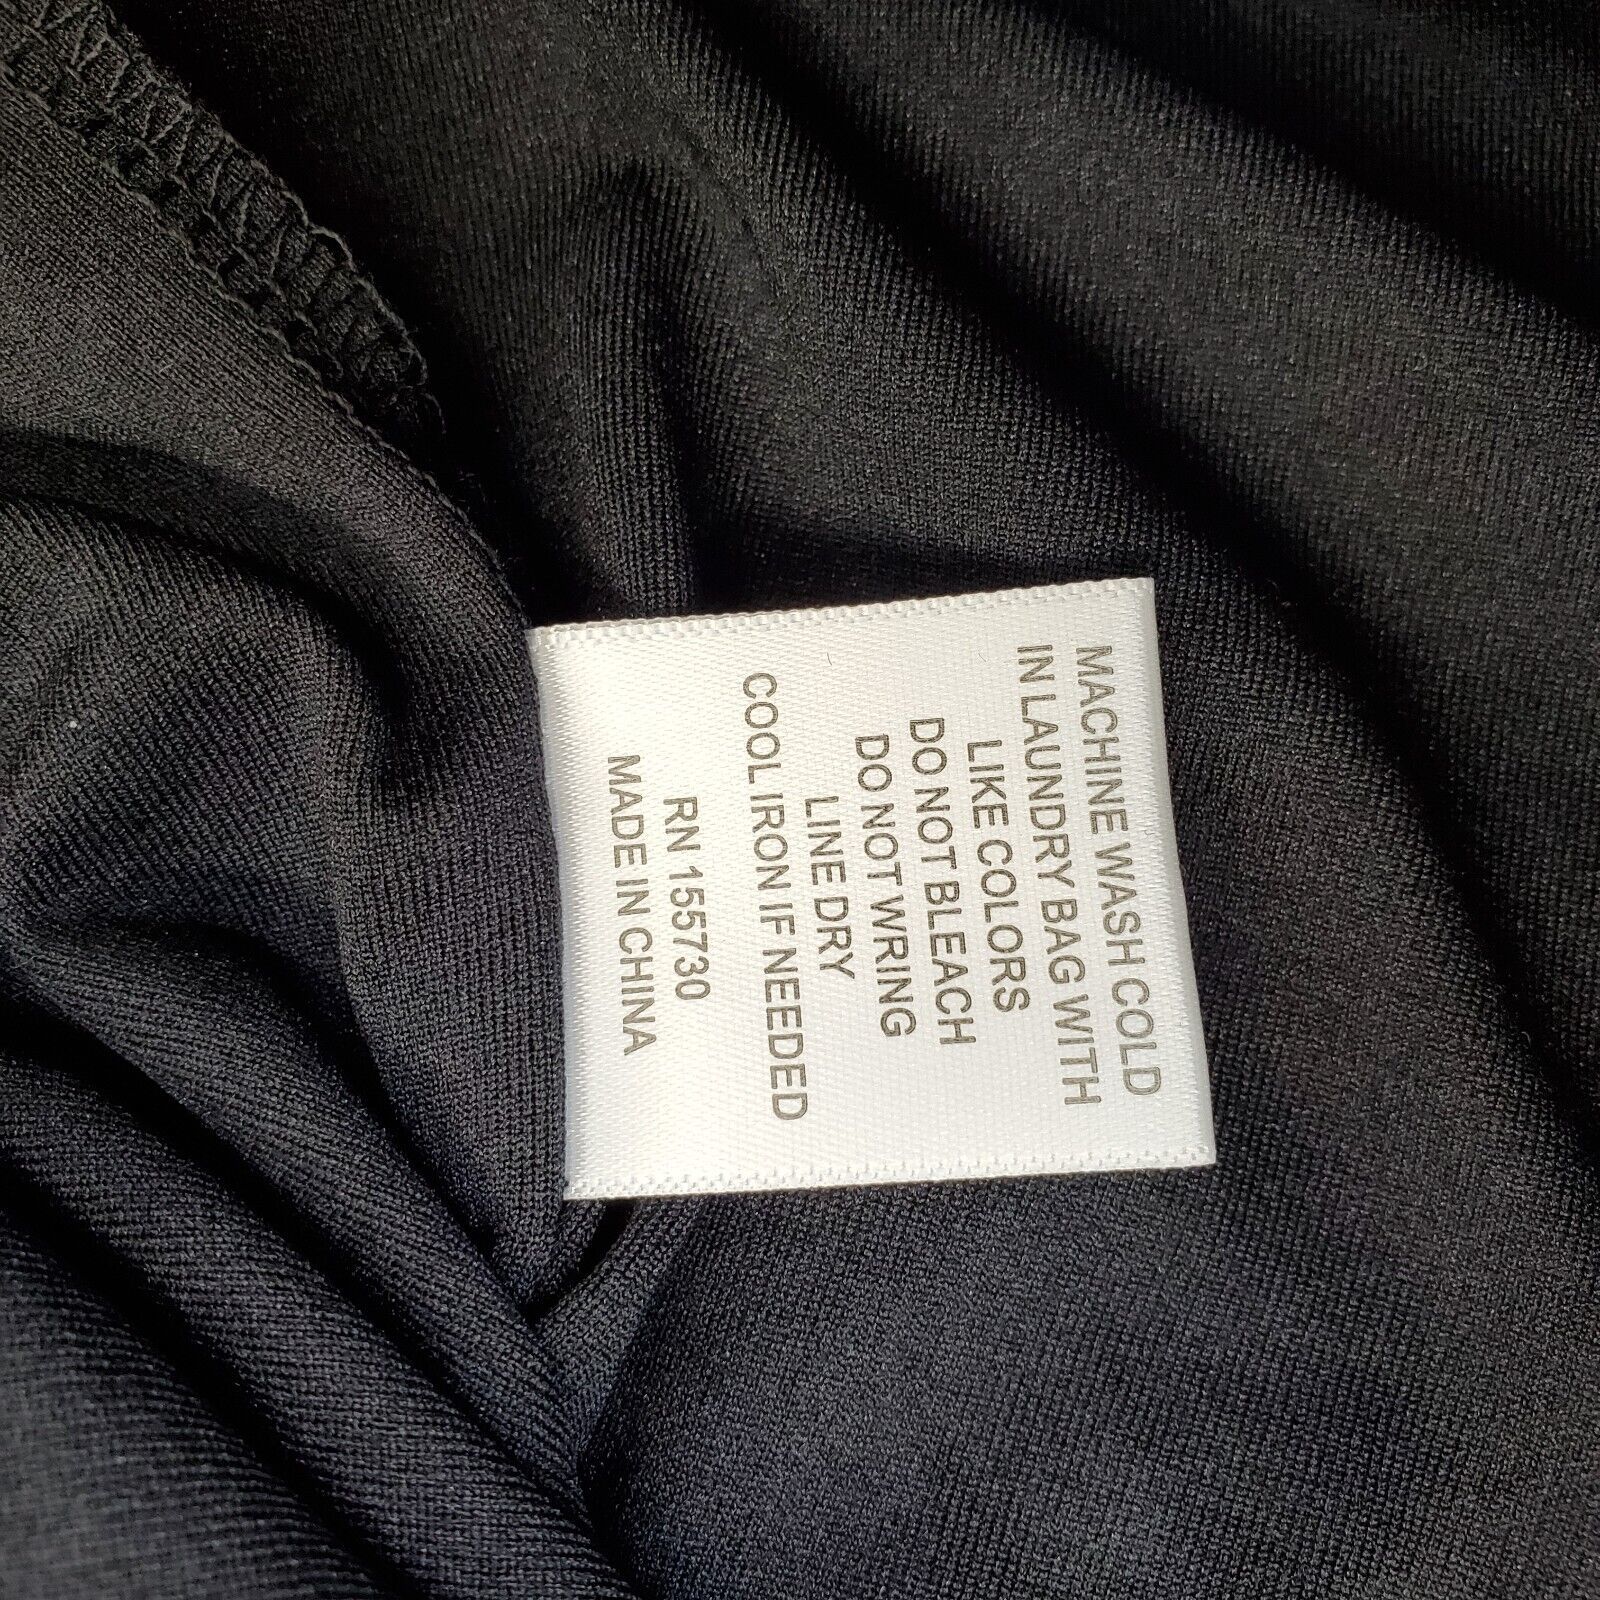 MACHINE WASH COLD
IN LAUNDRY BAG WITH
LIKE COLORS
DO NOT BLEACH
DO NOT WRING
LINE DRY
COOL IRON IF NEEDED
RN 155730
MADE IN CHINA